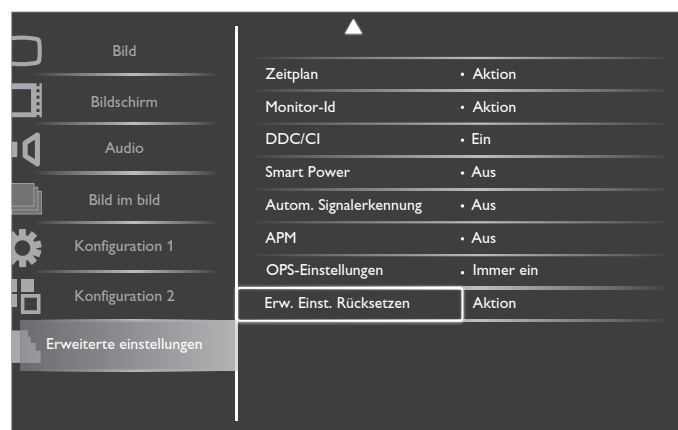 Bild
Bildschirm
Audio
Bild im bild
Konfiguration 1
Konfiguration 2
Erweiterte einstellungen
Zeitplan • Aktion
Monitor-Id • Aktion
DDC/CI • Ein
Smart Power • Aus
Autom. Signalerkennung • Aus
APM • Aus
OPS-Einstellungen • Immer ein
Erw. Einst. Rücksetzen Aktion